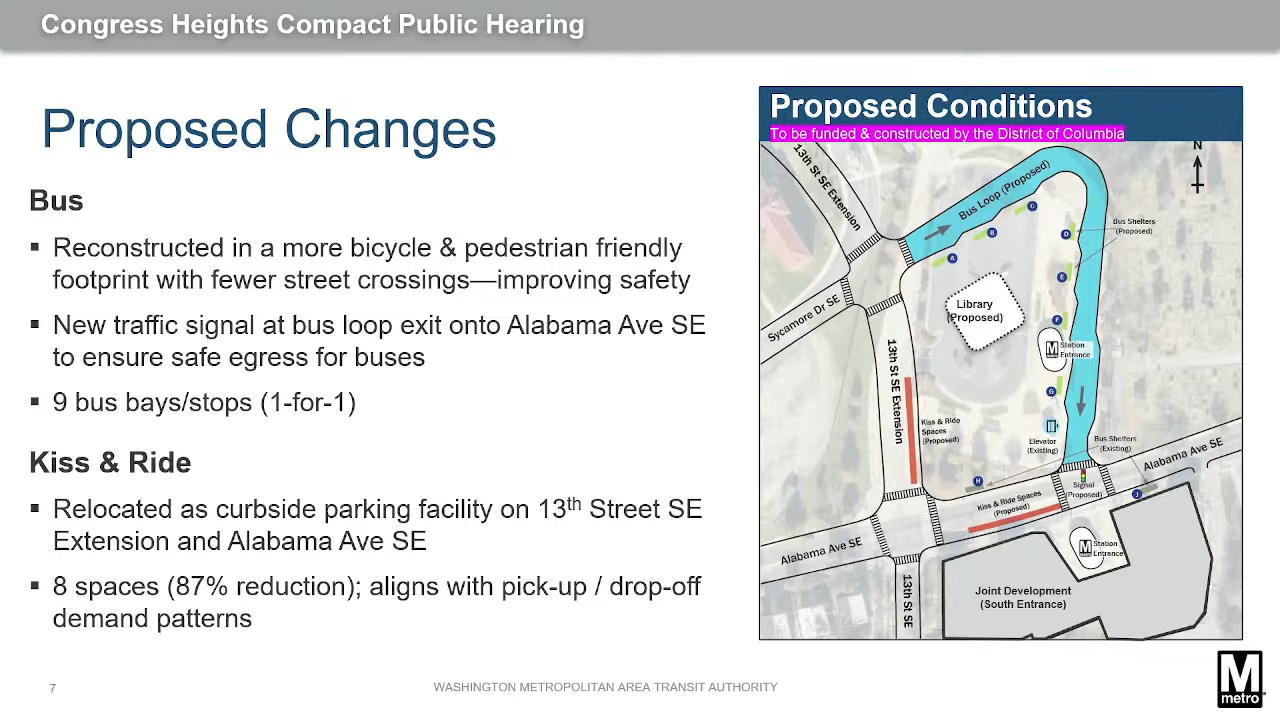 Congress Heights Compact Public Hearing
Proposed Changes
Bus
▪ Reconstructed in a more bicycle & pedestrian friendly
footprint with fewer street crossings—improving safety
▪ New traffic signal at bus loop exit onto Alabama Ave SE
to ensure safe egress for buses
▪ 9 bus bays/stops (1-for-1)
Kiss & Ride
▪ Relocated as curbside parking facility on 13th Street SE
Extension and Alabama Ave SE
▪ 8 spaces (87% reduction); aligns with pick-up / drop-off
demand patterns
Proposed Conditions
To be funded & constructed by the District of Columbia
N
13th St SE Extension
Bus Loop (Proposed)
C
B
A
D
Bus Shelters
(Proposed)
E
Library
(Proposed)
Sycamore Dr SE
F
M Station
Entrance
13th St SE Extension
G
Kiss & Ride
Spaces
(Proposed)
Elevator
(Existing)
Bus Shelters
(Existing)
Alabama Ave SE
H
Signal
(Proposed)
J
Kiss & Ride Spaces
(Proposed)
Alabama Ave SE
M Station
Entrance
13th St SE
Joint Development
(South Entrance)
7
WASHINGTON METROPOLITAN AREA TRANSIT AUTHORITY
M
metro